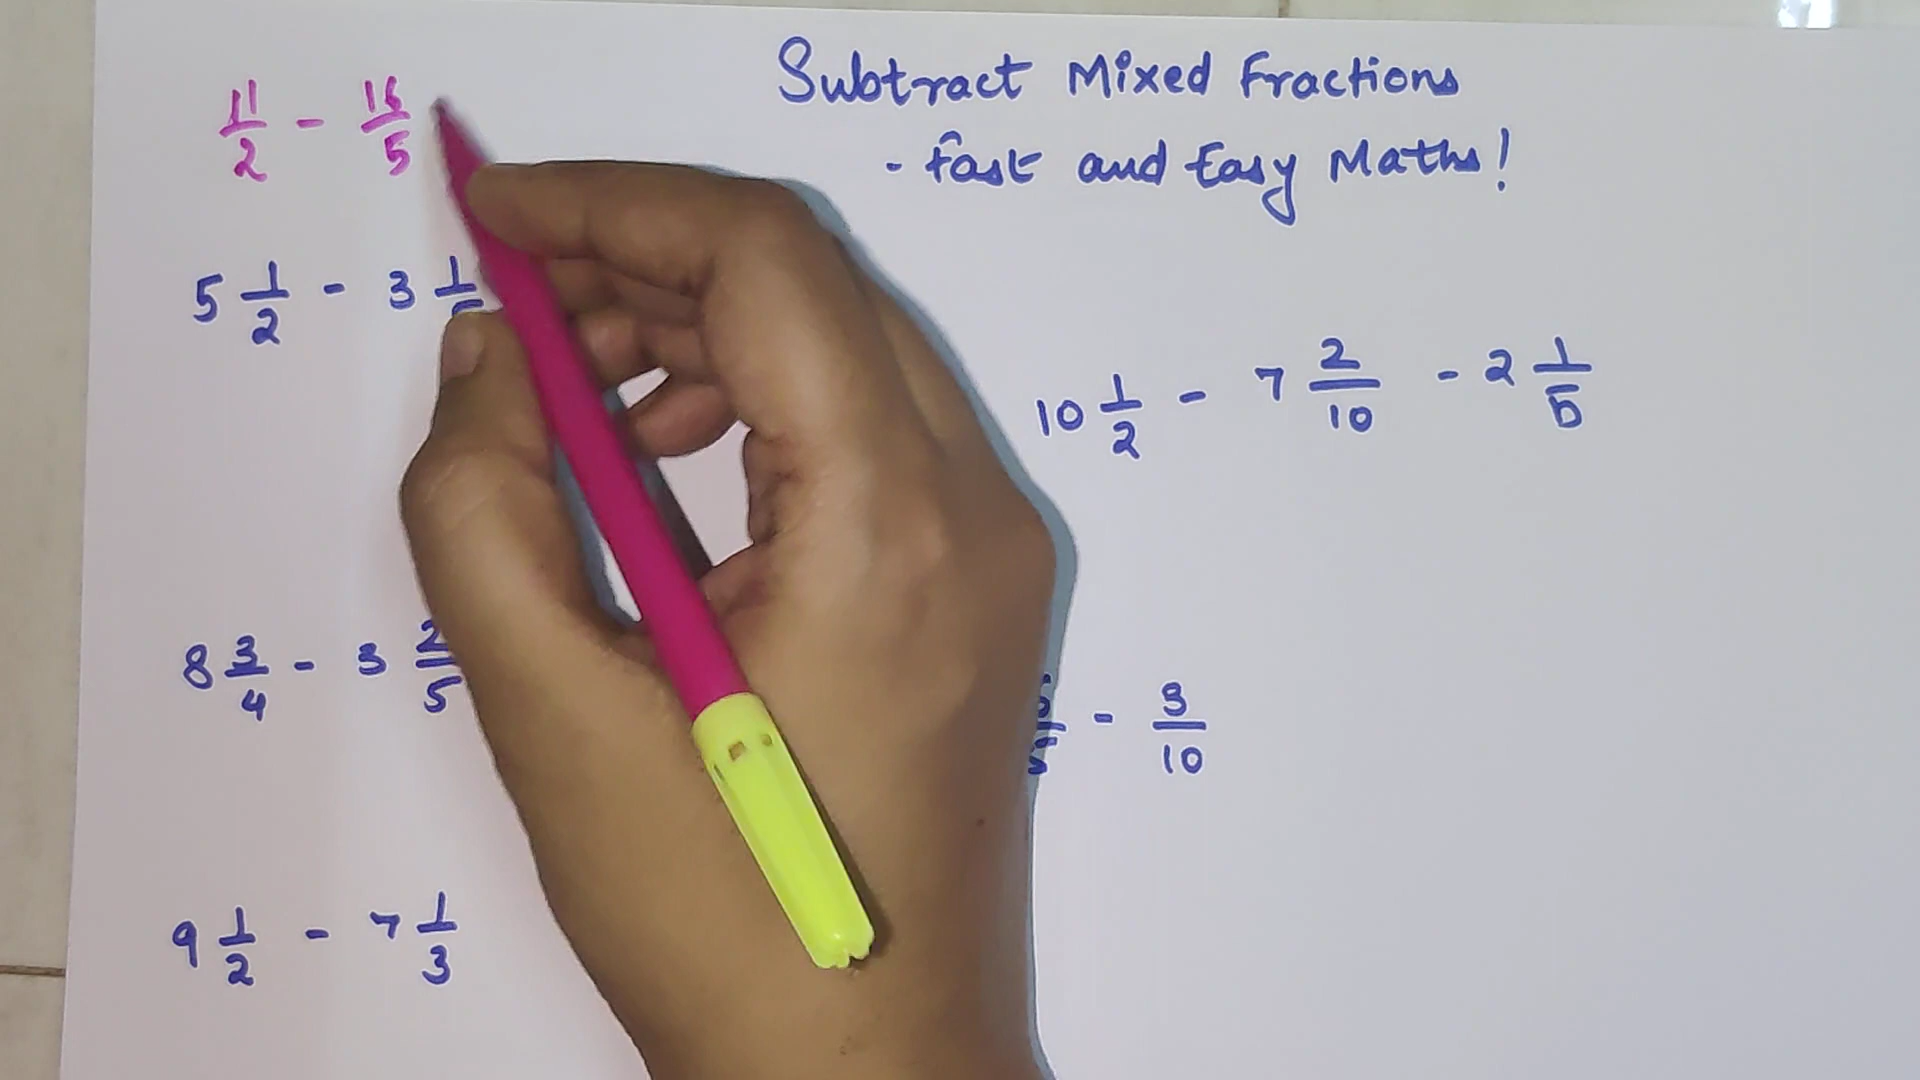 Subtract Mixed Fractions
- Fast and Easy Maths!
11/2 - 16/5
5 1/2 - 3 1/
10 1/2 - 7 2/10 - 2 1/5
8 3/4 - 3 2/5
- 3/10
9 1/2 - 7 1/3